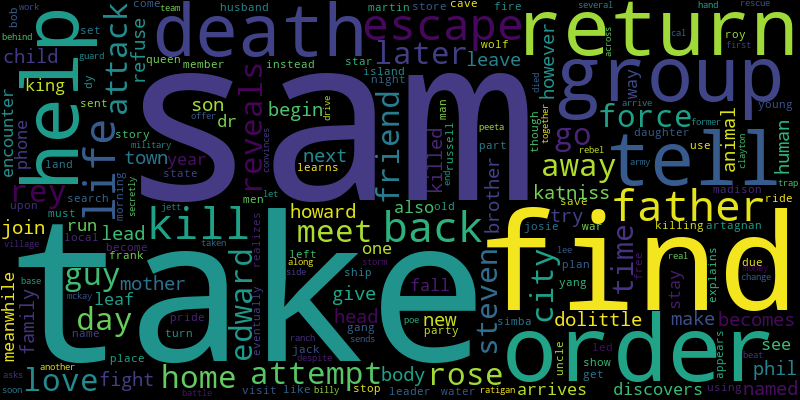 bob work
behind
team
death
husband
come
escape
martin store cave fire
several hand rescue
cal roy
first
return
help
set
guard
dy
refuse
queen member instead
later
star
wolf
leave
across
however
group
way
young
child
king
attack
sent
reveals
son
dr
begin
island
night
sam
drive
man
died
though
arrive
force
together
former
encounter
phone
life
story
offer
military
town
year
state
next
learns
friend
killed
russell
convinces
end
peeta
part
go
rebel
tell
daughter
army
use
animal
clayton
human
trap
rey
land
search
morning
secretly
men
let
brother
away
katniss
save
try
war
father
madison
killing
ride
artagnan
upon
must
join
run
local
lead
become
village
kill
jett
taken
realizes
howard
left
along
side
meet
also
old
one
back
josie
lee
plan
yang
find
time
free
stay
real
explains
due
money
change
meanwhile
family
base
frank
guy
mckay
name
leaf
day
mother
pride
turn
take
edward
eventually
storm
ship
give
head
gang
jack
ranch
despite
fall
new
party
poe
sends
steven
simba
city
dolittle
uncle
order
led
show
get
make
becomes
appears
beat
see
phil
asks
soon
another
love
fight
place
home
battle
attempt
visit like billy
stop
body
leader
water
rose
ratigan
arrives
discovers
using
named